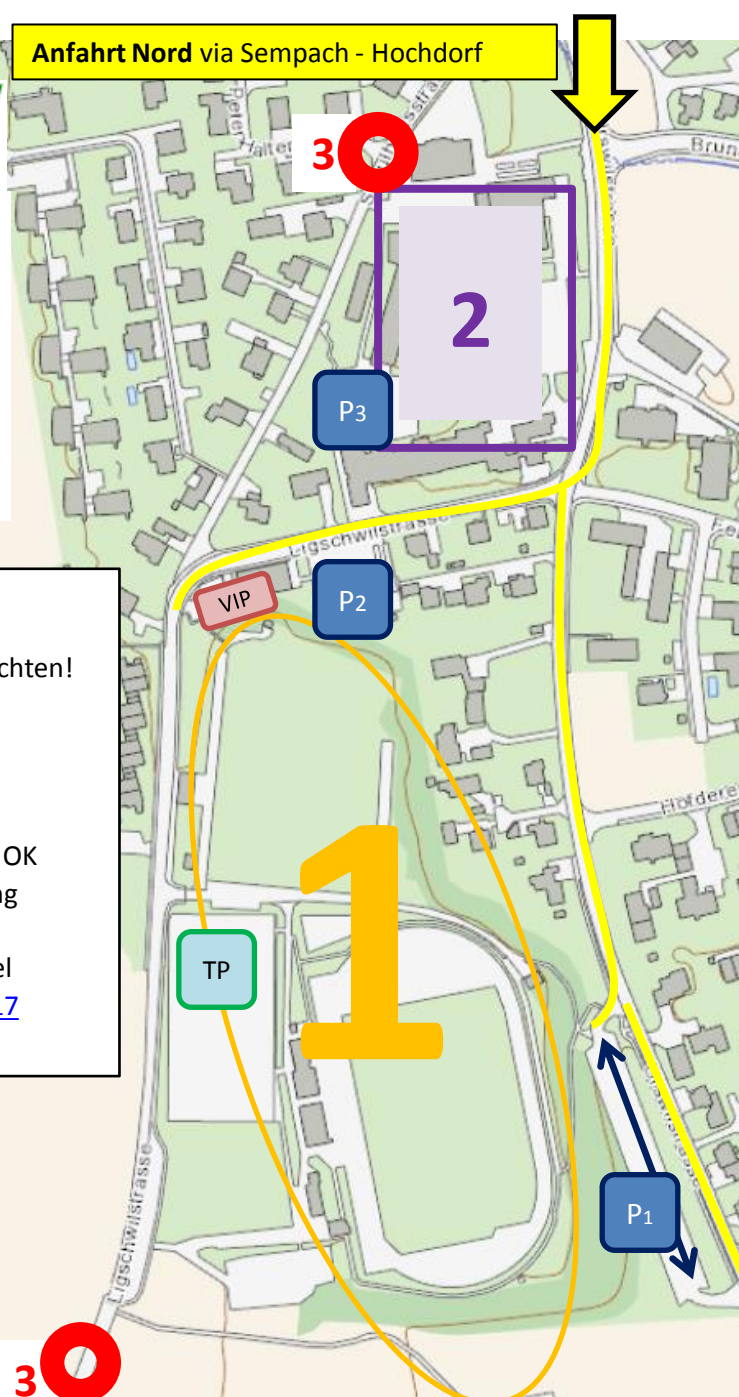 Anfahrt Nord via Sempach - Hochdorf
3
2
P3
Ligschwilstrasse
VIP
P2
chten!
OK
ng
el
17
1
TP
P1
Ligschwilstrasse
3